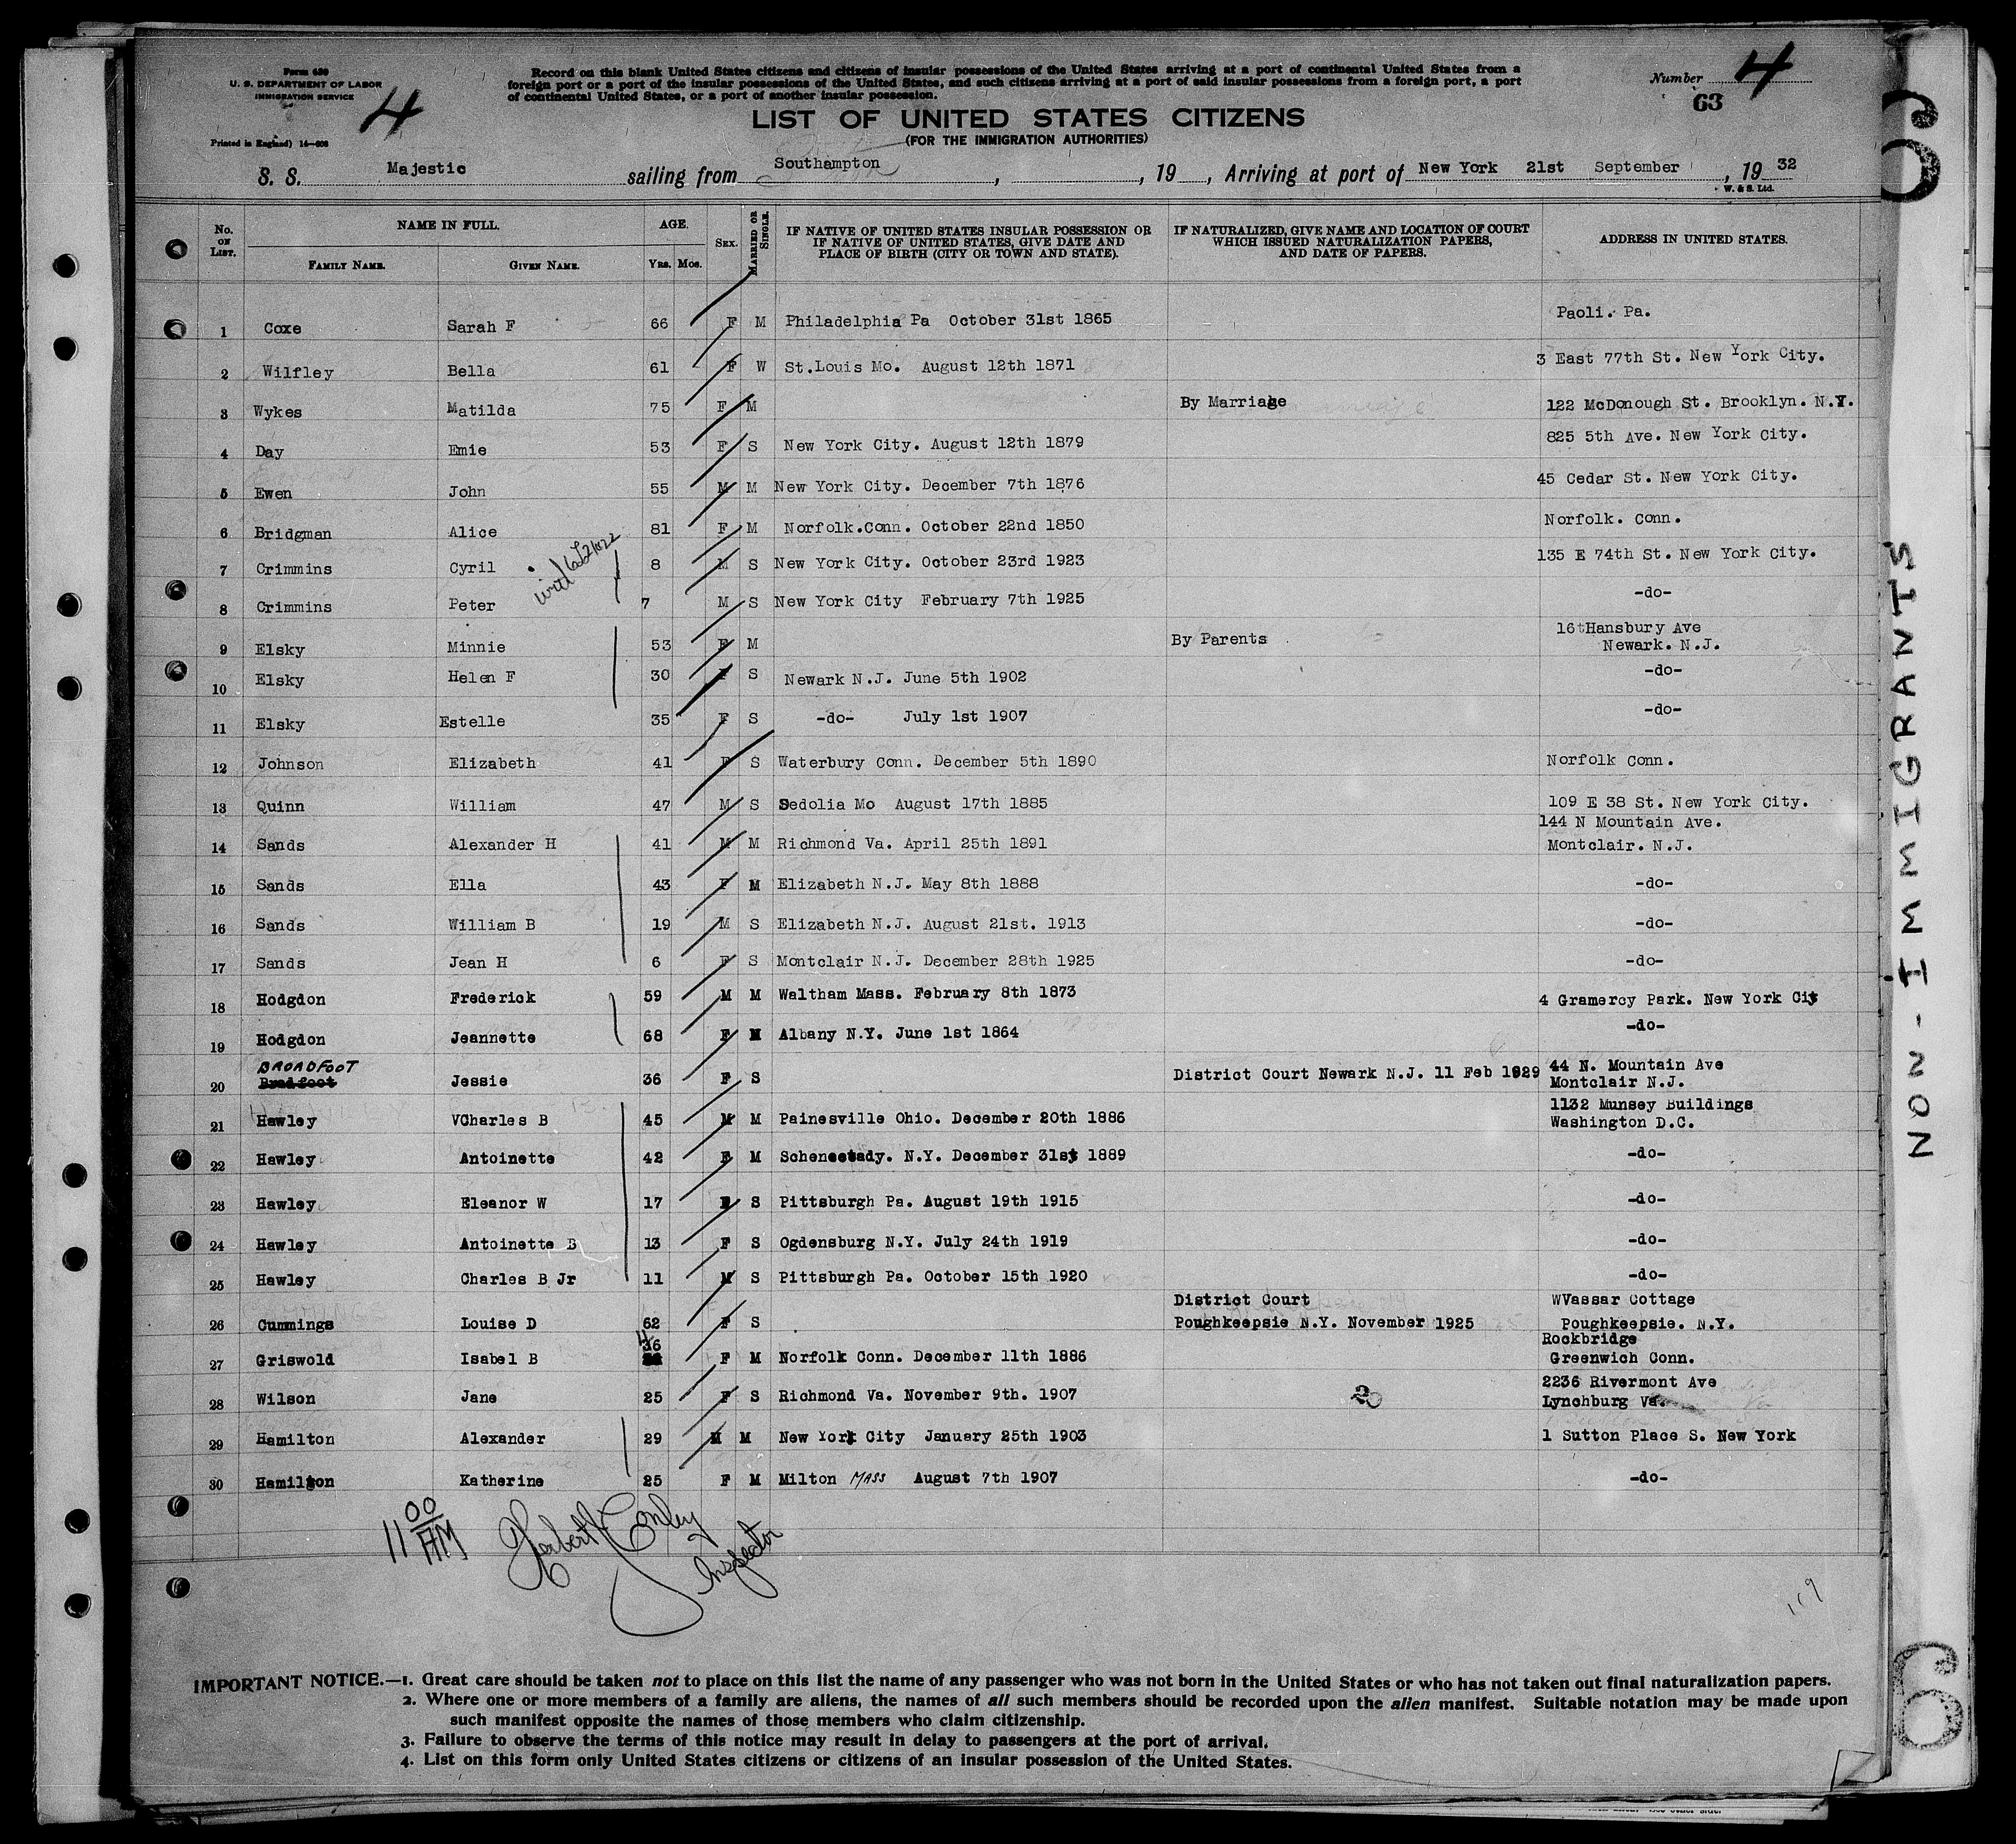 Form 630
U. S. DEPARTMENT OF LABOR
IMMIGRATION SERVICE
4
Printed in England) 14—608
Record on this blank United States citizens and citizens of insular possessions of the United States arriving at a port of continental United States from a
foreign port or a port of the insular possessions of the United States, and such citizens arriving at a port of said insular possessions from a foreign port, a port
of continental United States, or a port of another insular possession.
Number 4
63
LIST OF UNITED STATES CITIZENS
(FOR THE IMMIGRATION AUTHORITIES)
S. S. Majestic sailing from Southampton, , 19 , Arriving at port of New York 21st September, 19 32
W. & S. Ltd.
No. ON LIST. NAME IN FULL. AGE. SEX. MARRIED OR SINGLE. IF NATIVE OF UNITED STATES INSULAR POSSESSION OR IF NATIVE OF UNITED STATES, GIVE DATE AND PLACE OF BIRTH (CITY OR TOWN AND STATE). IF NATURALIZED, GIVE NAME AND LOCATION OF COURT WHICH ISSUED NATURALIZATION PAPERS, AND DATE OF PAPERS. ADDRESS IN UNITED STATES.
FAMILY NAME. GIVEN NAME. YRS. MOS.
1 Coxe Sarah F 66 F M Philadelphia Pa October 31st 1865 Paoli. Pa.
2 Wilfley Bella 61 F W St.Louis Mo. August 12th 1871 3 East 77th St. New York City.
3 Wykes Matilda 75 F M By Marriage 122 McDonough St. Brooklyn. N.Y.
4 Day Emie 53 F S New York City. August 12th 1879 825 5th Ave. New York City.
5 Ewen John 55 M M New York City. December 7th 1876 45 Cedar St. New York City.
6 Bridgman Alice 81 F M Norfolk.Conn. October 22nd 1850 Norfolk. Conn.
7 Crimmins Cyril 8 M S New York City. October 23rd 1923 135 E 74th St. New York City.
8 Crimmins Peter 7 M S New York City February 7th 1925 -do-
9 Elsky Minnie 53 F M By Parents 16tHansbury Ave
Newark. N.J.
10 Elsky Helen F 30 F S Newark N.J. June 5th 1902 -do-
11 Elsky Estelle 35 F S -do- July 1st 1907 -do-
12 Johnson Elizabeth 41 F S Waterbury Conn. December 5th 1890 Norfolk Conn.
13 Quinn William 47 M S Sedolia Mo August 17th 1885 109 E 38 St. New York City.
144 N Mountain Ave.
14 Sands Alexander H 41 M M Richmond Va. April 25th 1891 Montclair. N.J.
15 Sands Ella 43 F M Elizabeth N.J. May 8th 1888 -do-
16 Sands William B 19 M S Elizabeth N.J. August 21st. 1913 -do-
17 Sands Jean H 6 F S Montclair N.J. December 28th 1925 -do-
18 Hodgdon Frederick 59 M M Waltham Mass. February 8th 1873 4 Gramercy Park. New York City
19 Hodgdon Jeannette 68 F M Albany N.Y. June 1st 1864 -do-
BROADFOOT
20 Bradfoot Jessie 36 F S District Court Newark N.J. 11 Feb 1929 44 N. Mountain Ave
Montclair N.J.
1132 Munsey Buildings
21 Hawley VCharles B 45 M M Painesville Ohio. December 20th 1886 Washington D.C.
22 Hawley Antoinette 42 F M Scheneetady. N.Y. December 31st 1889 -do-
23 Hawley Eleanor W 17 F S Pittsburgh Pa. August 19th 1915 -do-
24 Hawley Antoinette B 13 F S Ogdensburg N.Y. July 24th 1919 -do-
25 Hawley Charles B Jr 11 M S Pittsburgh Pa. October 15th 1920 -do-
District Court WVassar Cottage
26 Cummings Louise D 62 F S Poughkeepsie N.Y. November 1925 Poughkeepsie. N.Y.
4 36 Rockbridge
27 Griswold Isabel B F M Norfolk Conn. December 11th 1886 Greenwich Conn.
2236 Rivermont Ave
28 Wilson Jane 25 F S Richmond Va. November 9th. 1907 20 Lynchburg Va.
29 Hamilton Alexander 29 M M New York City January 25th 1903 1 Sutton Place S. New York
30 Hamilton Katherine 25 F M Milton MASS August 7th 1907 -do-
11 00 AM Herbert Conley
Inspector
119
IMPORTANT NOTICE.—1. Great care should be taken not to place on this list the name of any passenger who was not born in the United States or who has not taken out final naturalization papers.
2. Where one or more members of a family are aliens, the names of all such members should be recorded upon the alien manifest. Suitable notation may be made upon
such manifest opposite the names of those members who claim citizenship.
3. Failure to observe the terms of this notice may result in delay to passengers at the port of arrival.
4. List on this form only United States citizens or citizens of an insular possession of the United States.
NON-IMMIGRANTS